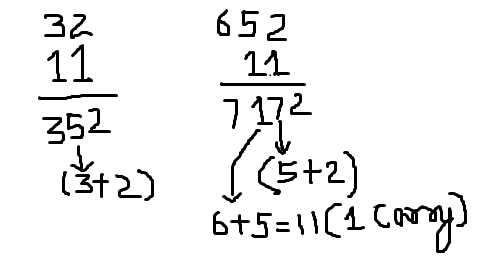 32 652
11 11
352 7172
(3+2) (5+2)
6+5=11(1 carry)